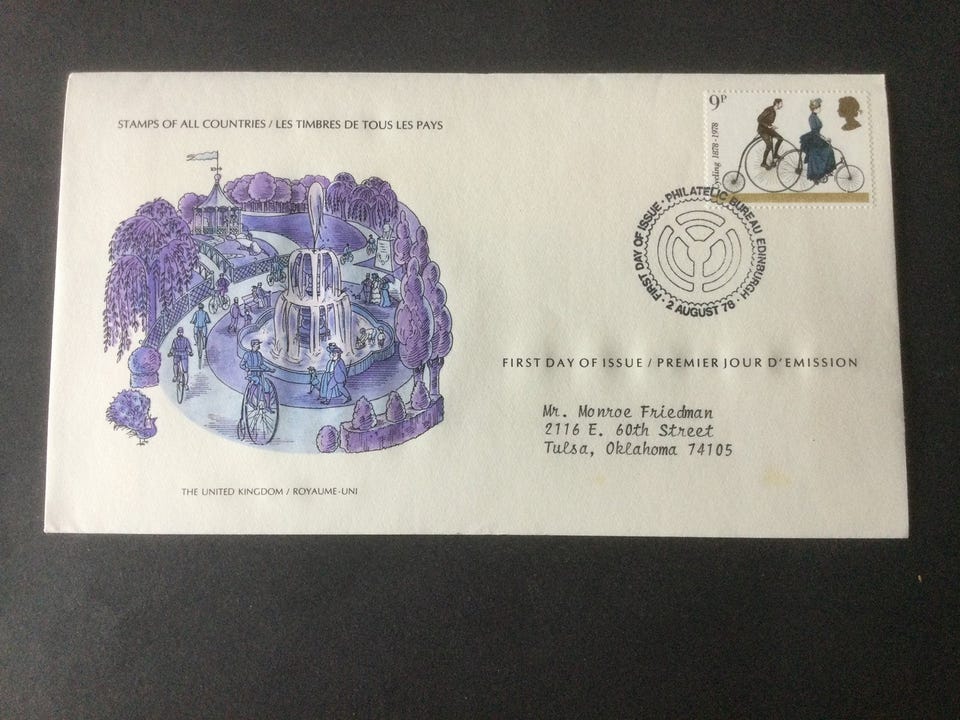 STAMPS OF ALL COUNTRIES / LES TIMBRES DE TOUS LES PAYS
9P
Cycling 1878-1978
FIRST DAY OF ISSUE · PHILATELIC BUREAU EDINBURGH ·
· 2 AUGUST 78 ·
FIRST DAY OF ISSUE / PREMIER JOUR D'EMISSION
Mr. Monroe Friedman
2116 E. 60th Street
Tulsa, Oklahoma 74105
THE UNITED KINGDOM / ROYAUME-UNI